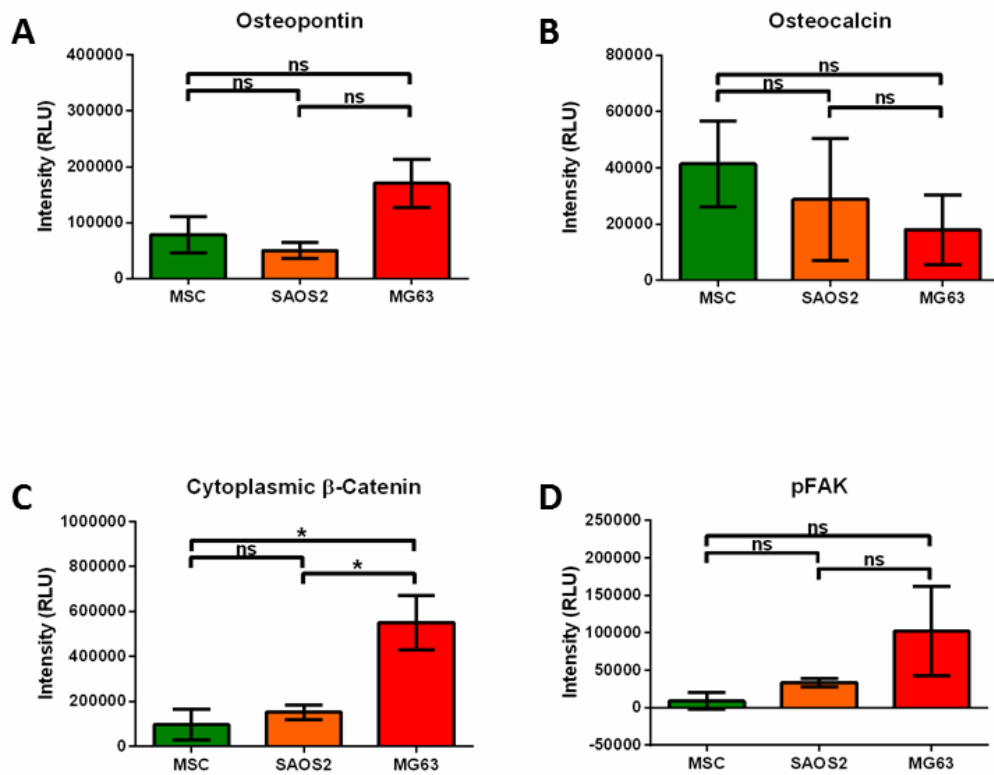 A
Osteopontin
Intensity (RLU)
400000
300000
200000
100000
0
ns
ns
ns
MSC SAOS2 MG63
B
Osteocalcin
Intensity (RLU)
80000
60000
40000
20000
0
ns
ns
ns
MSC SAOS2 MG63
C
Cytoplasmic β-Catenin
Intensity (RLU)
1000000
800000
600000
400000
200000
0
*
ns
*
MSC SAOS2 MG63
D
pFAK
Intensity (RLU)
250000
200000
150000
100000
50000
0
-50000
ns
ns
ns
MSC SAOS2 MG63